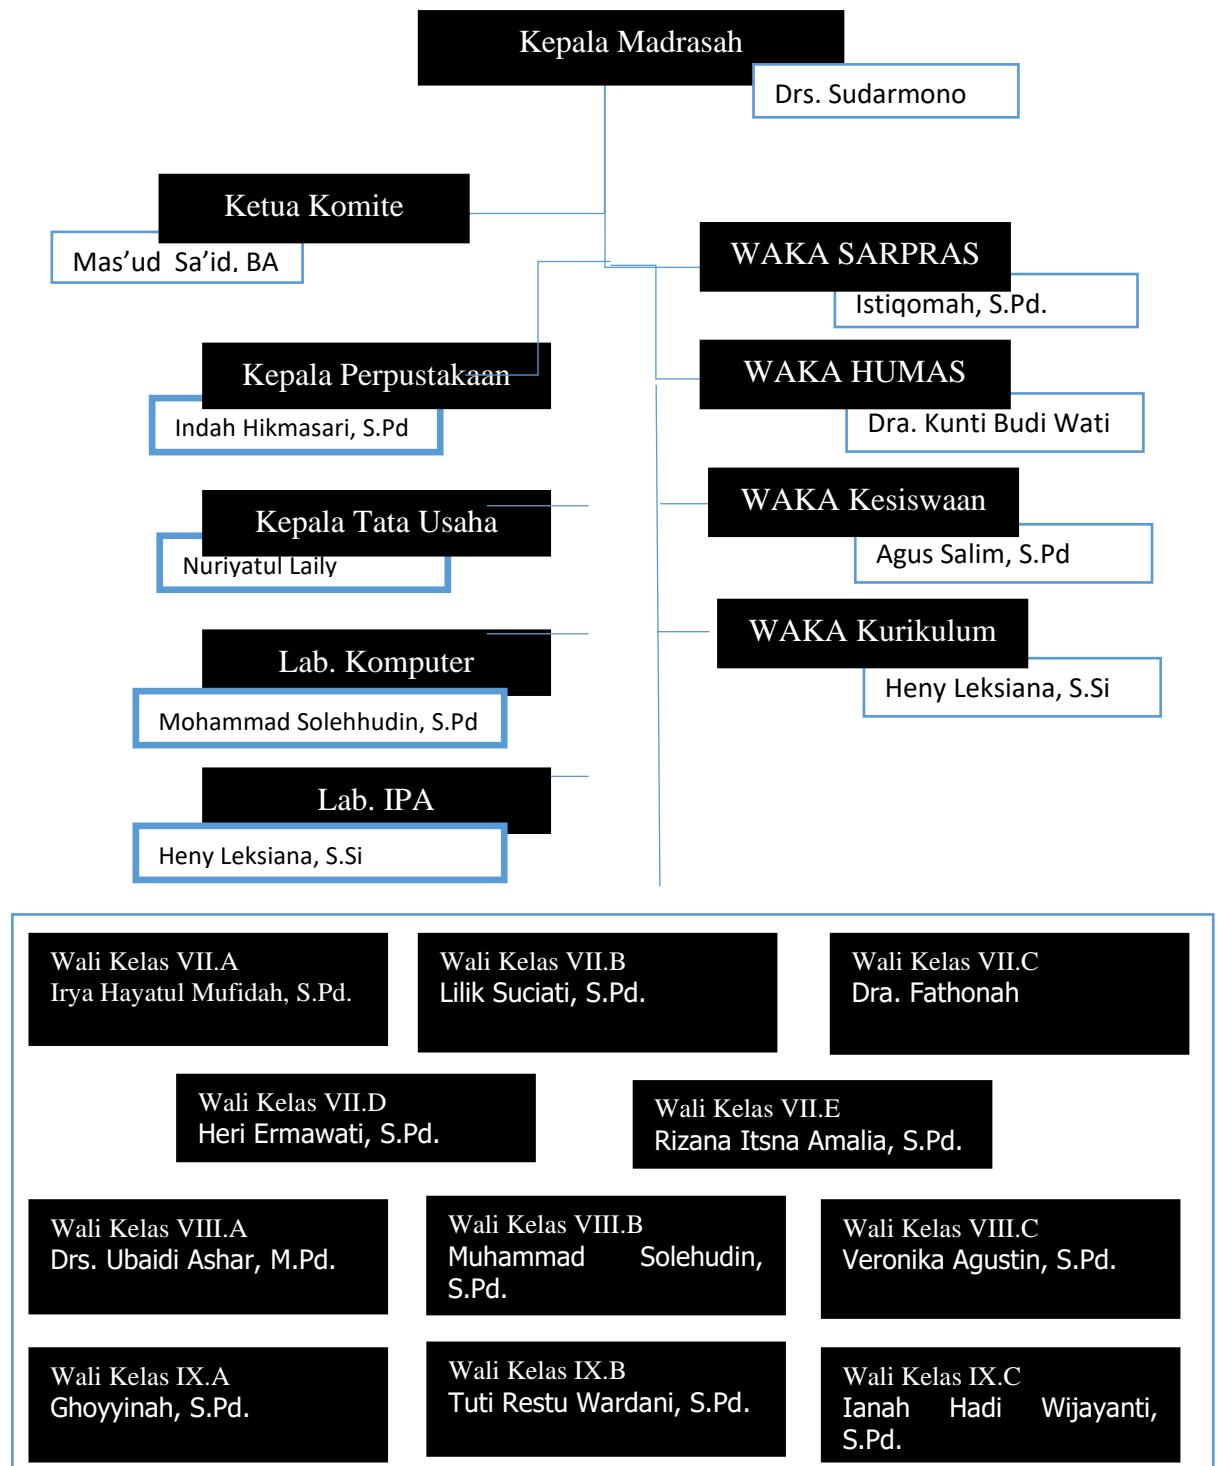 Kepala Madrasah
Drs. Sudarmono
Ketua Komite
Mas’ud Sa’id, BA
WAKA SARPRAS
Istiqomah, S.Pd.
Kepala Perpustakaan
Indah Hikmasari, S.Pd
WAKA HUMAS
Dra. Kunti Budi Wati
Kepala Tata Usaha
Nuriyatul Laily
WAKA Kesiswaan
Agus Salim, S.Pd
Lab. Komputer
Mohammad Solehhudin, S.Pd
WAKA Kurikulum
Heny Leksiana, S.Si
Lab. IPA
Heny Leksiana, S.Si
Wali Kelas VII.A
Irya Hayatul Mufidah, S.Pd.
Wali Kelas VII.B
Lilik Suciati, S.Pd.
Wali Kelas VII.C
Dra. Fathonah
Wali Kelas VII.D
Heri Ermawati, S.Pd.
Wali Kelas VII.E
Rizana Itsna Amalia, S.Pd.
Wali Kelas VIII.A
Drs. Ubaidi Ashar, M.Pd.
Wali Kelas VIII.B
Muhammad Solehudin,
S.Pd.
Wali Kelas VIII.C
Veronika Agustin, S.Pd.
Wali Kelas IX.A
Ghoyyinah, S.Pd.
Wali Kelas IX.B
Tuti Restu Wardani, S.Pd.
Wali Kelas IX.C
Ianah Hadi Wijayanti,
S.Pd.